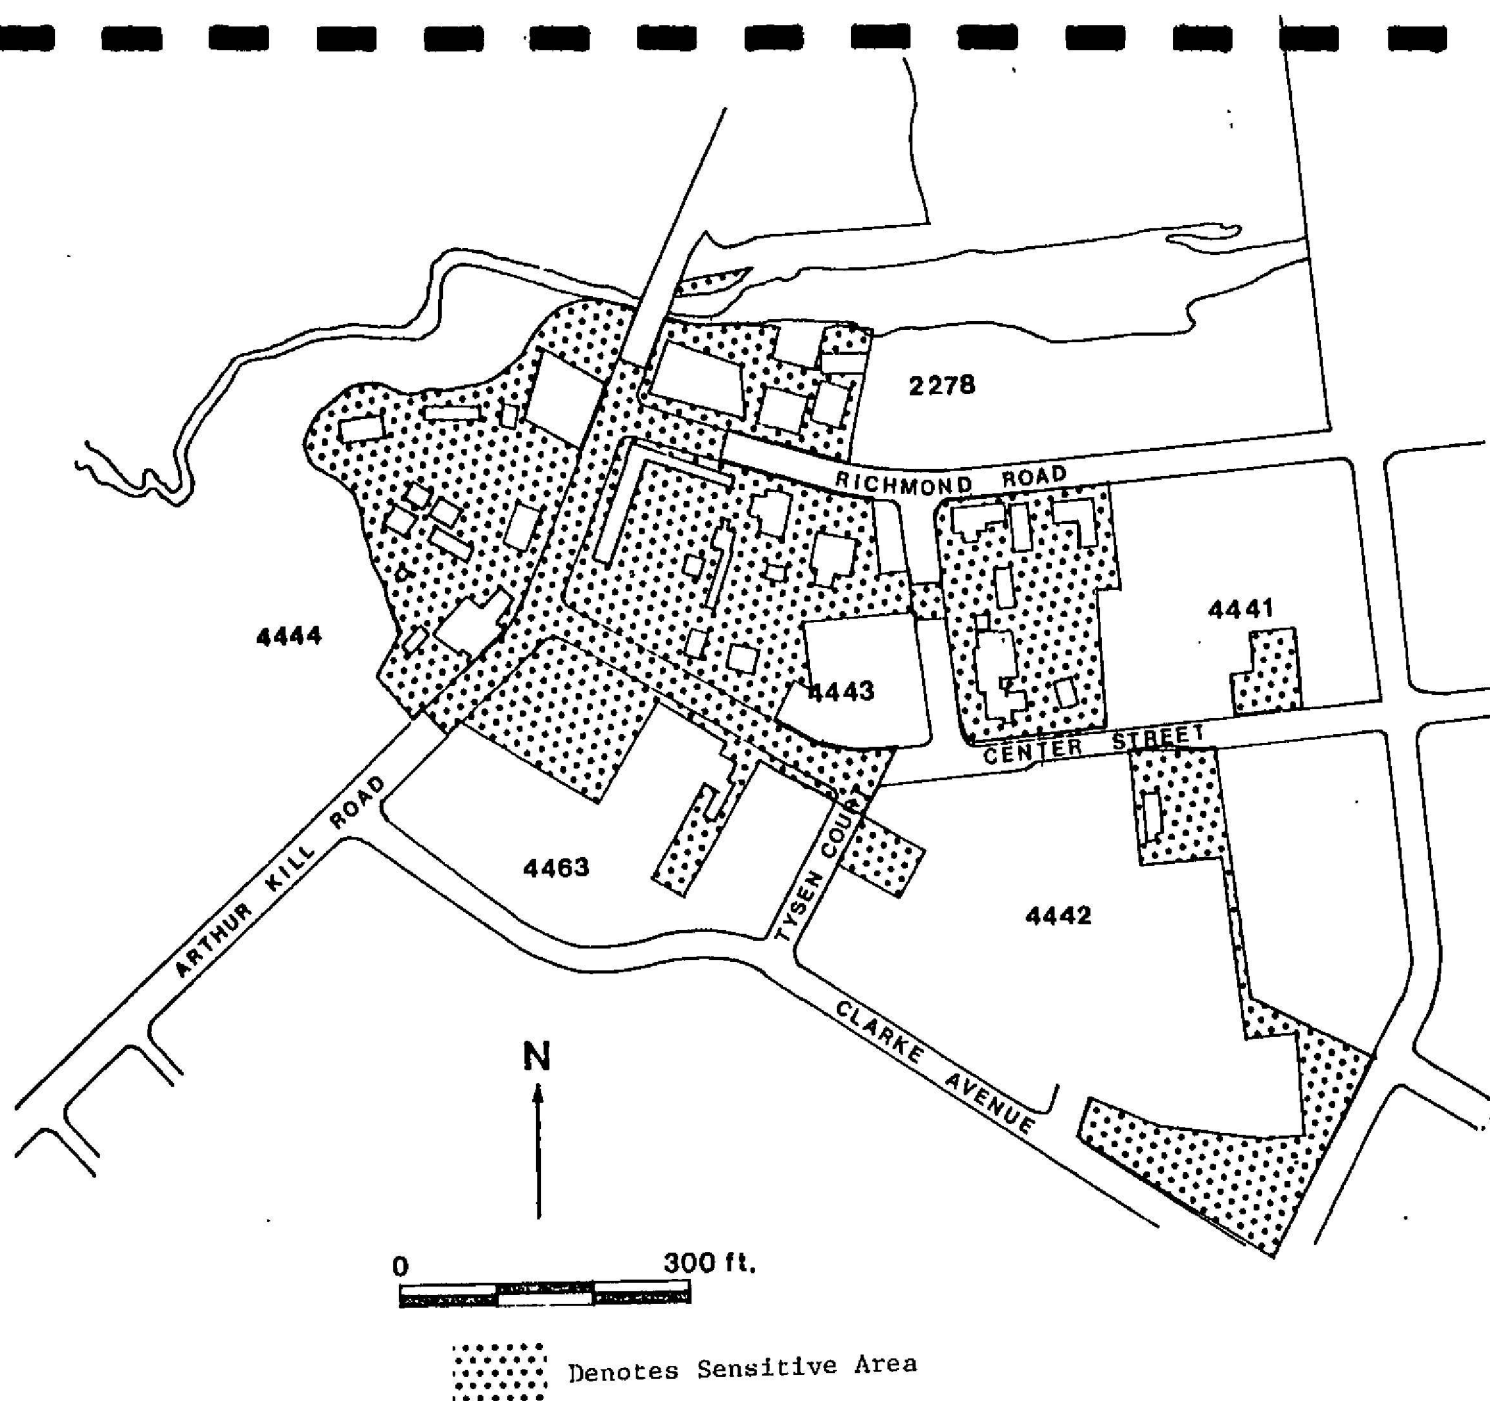 2278
RICHMOND ROAD
4441
4444
4443
CENTER STREET
ARTHUR KILL ROAD
TYSEN COURT
4463
4442
CLARKE AVENUE
N
0 300 ft.
Denotes Sensitive Area